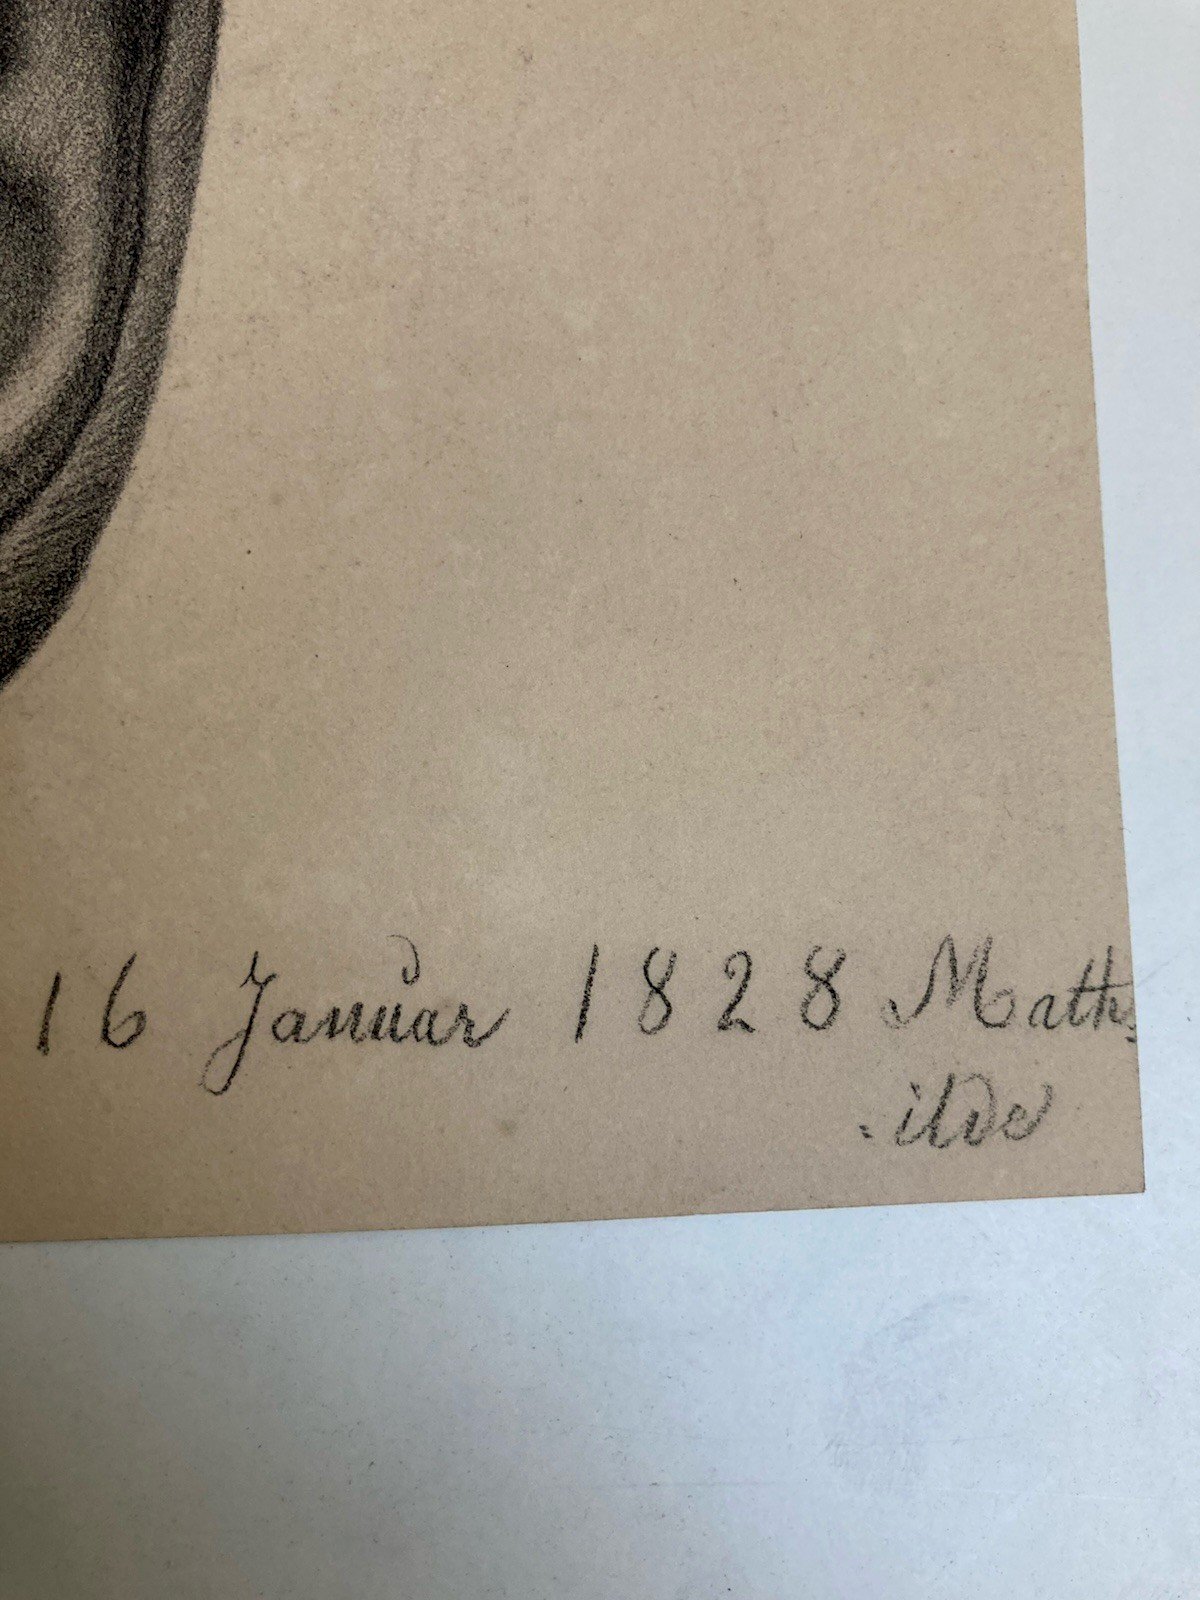 16 Januar 1828 Math=
=ilde